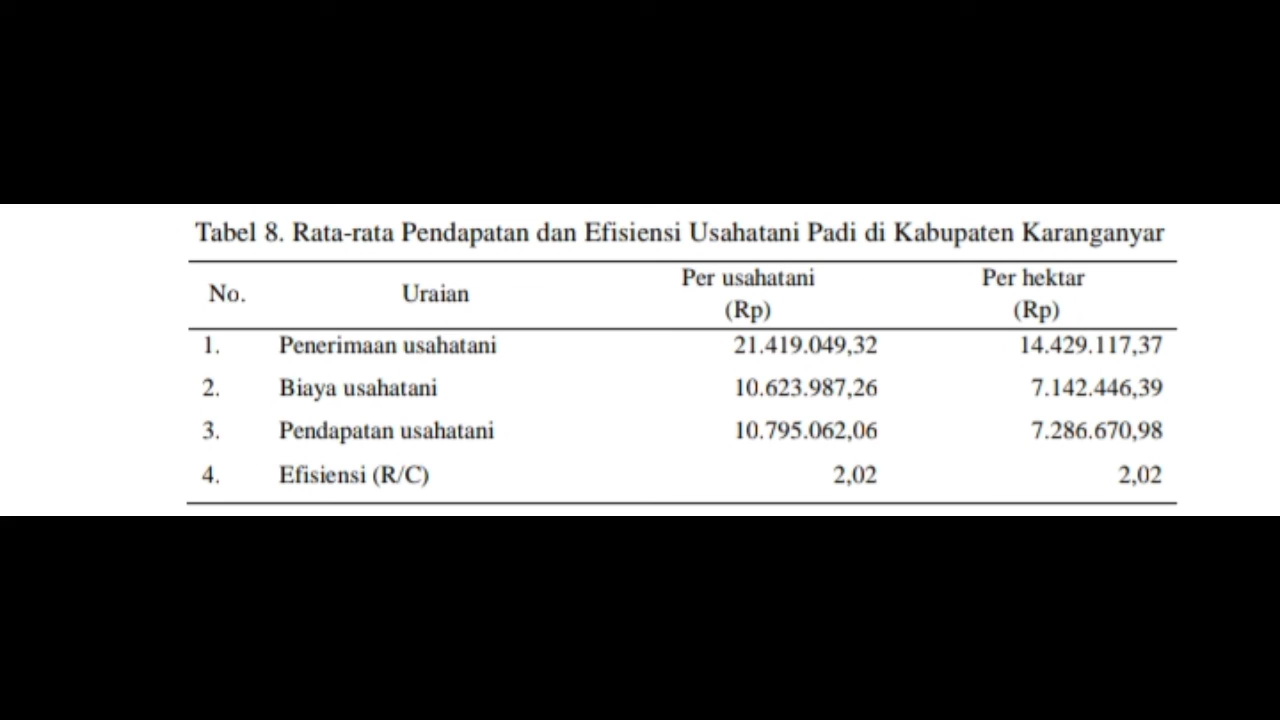 Tabel 8. Rata-rata Pendapatan dan Efisiensi Usahatani Padi di Kabupaten Karanganyar
No. Uraian Per usahatani (Rp) Per hektar (Rp)
1. Penerimaan usahatani 21.419.049,32 14.429.117,37
2. Biaya usahatani 10.623.987,26 7.142.446,39
3. Pendapatan usahatani 10.795.062,06 7.286.670,98
4. Efisiensi (R/C) 2,02 2,02